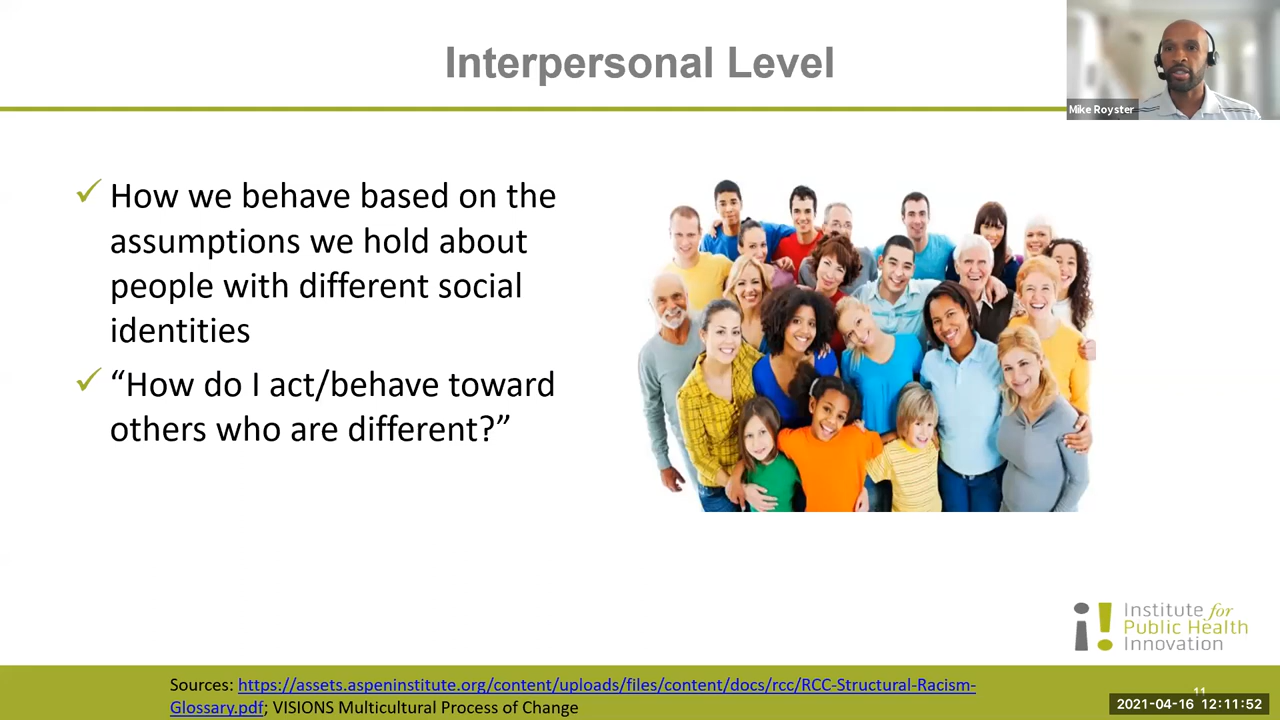 Interpersonal Level
Mike Royster
✓ How we behave based on the
assumptions we hold about
people with different social
identities
✓ “How do I act/behave toward
others who are different?”
Institute for
Public Health
Innovation
Sources: https://assets.aspeninstitute.org/content/uploads/files/content/docs/rcc/RCC-Structural-Racism-
Glossary.pdf; VISIONS Multicultural Process of Change
11
2021-04-16 12:11:52